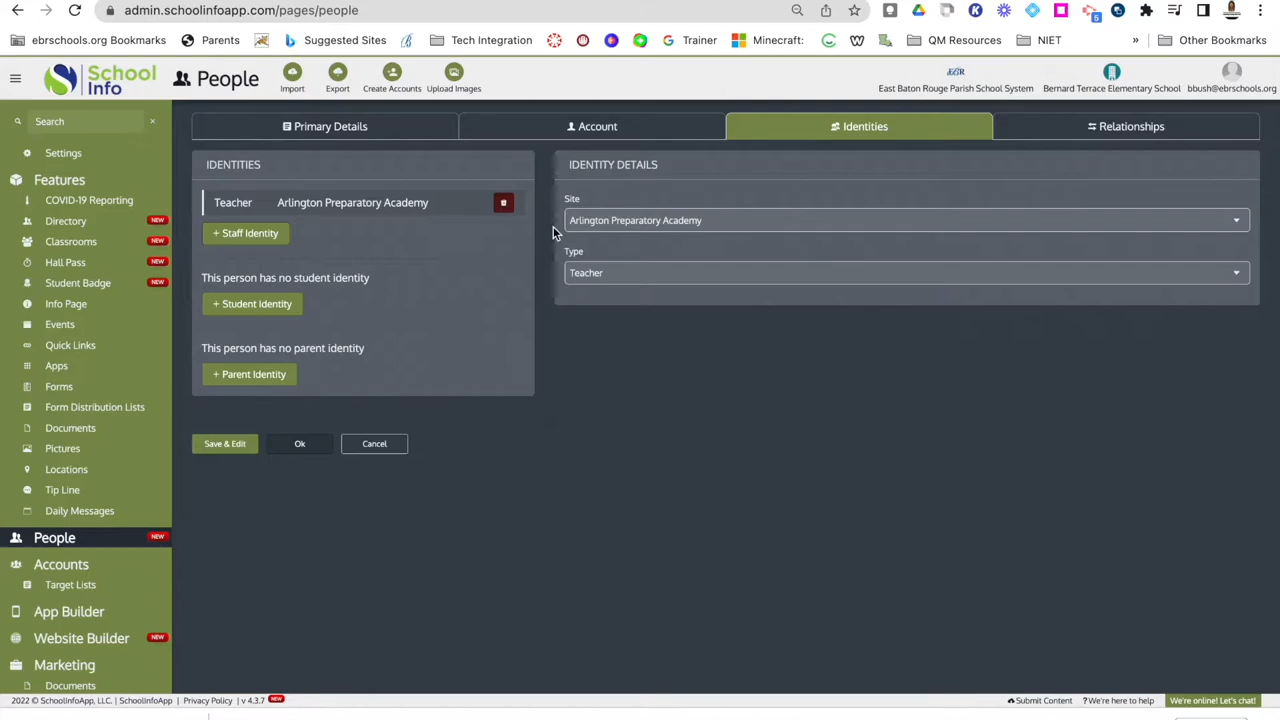 admin.schoolinfoapp.com/pages/people
5
ebrschools.org Bookmarks Parents Suggested Sites Tech Integration Trainer Minecraft: QM Resources NIET » Other Bookmarks
School Info People Import Export Create Accounts Upload Images EBR East Baton Rouge Parish School System Bernard Terrace Elementary School bbush@ebrschools.org
Search ×
Primary Details Account Identities Relationships
Settings
Features
COVID-19 Reporting
Directory NEW
Classrooms NEW
Hall Pass NEW
Student Badge NEW
Info Page
Events
Quick Links
Apps
Forms
Form Distribution Lists
Documents
Pictures
Locations
Tip Line
Daily Messages
People NEW
Accounts
Target Lists
App Builder
Website Builder NEW
Marketing
Documents
IDENTITIES
Teacher Arlington Preparatory Academy
+ Staff Identity
This person has no student identity
+ Student Identity
This person has no parent identity
+ Parent Identity
IDENTITY DETAILS
Site
Arlington Preparatory Academy
Type
Teacher
Save & Edit Ok Cancel
2022 © SchoolInfoApp, LLC. | SchoolInfoApp | Privacy Policy | v 4.3.7 NEW Submit Content ? We're here to help We're online! Let's chat!